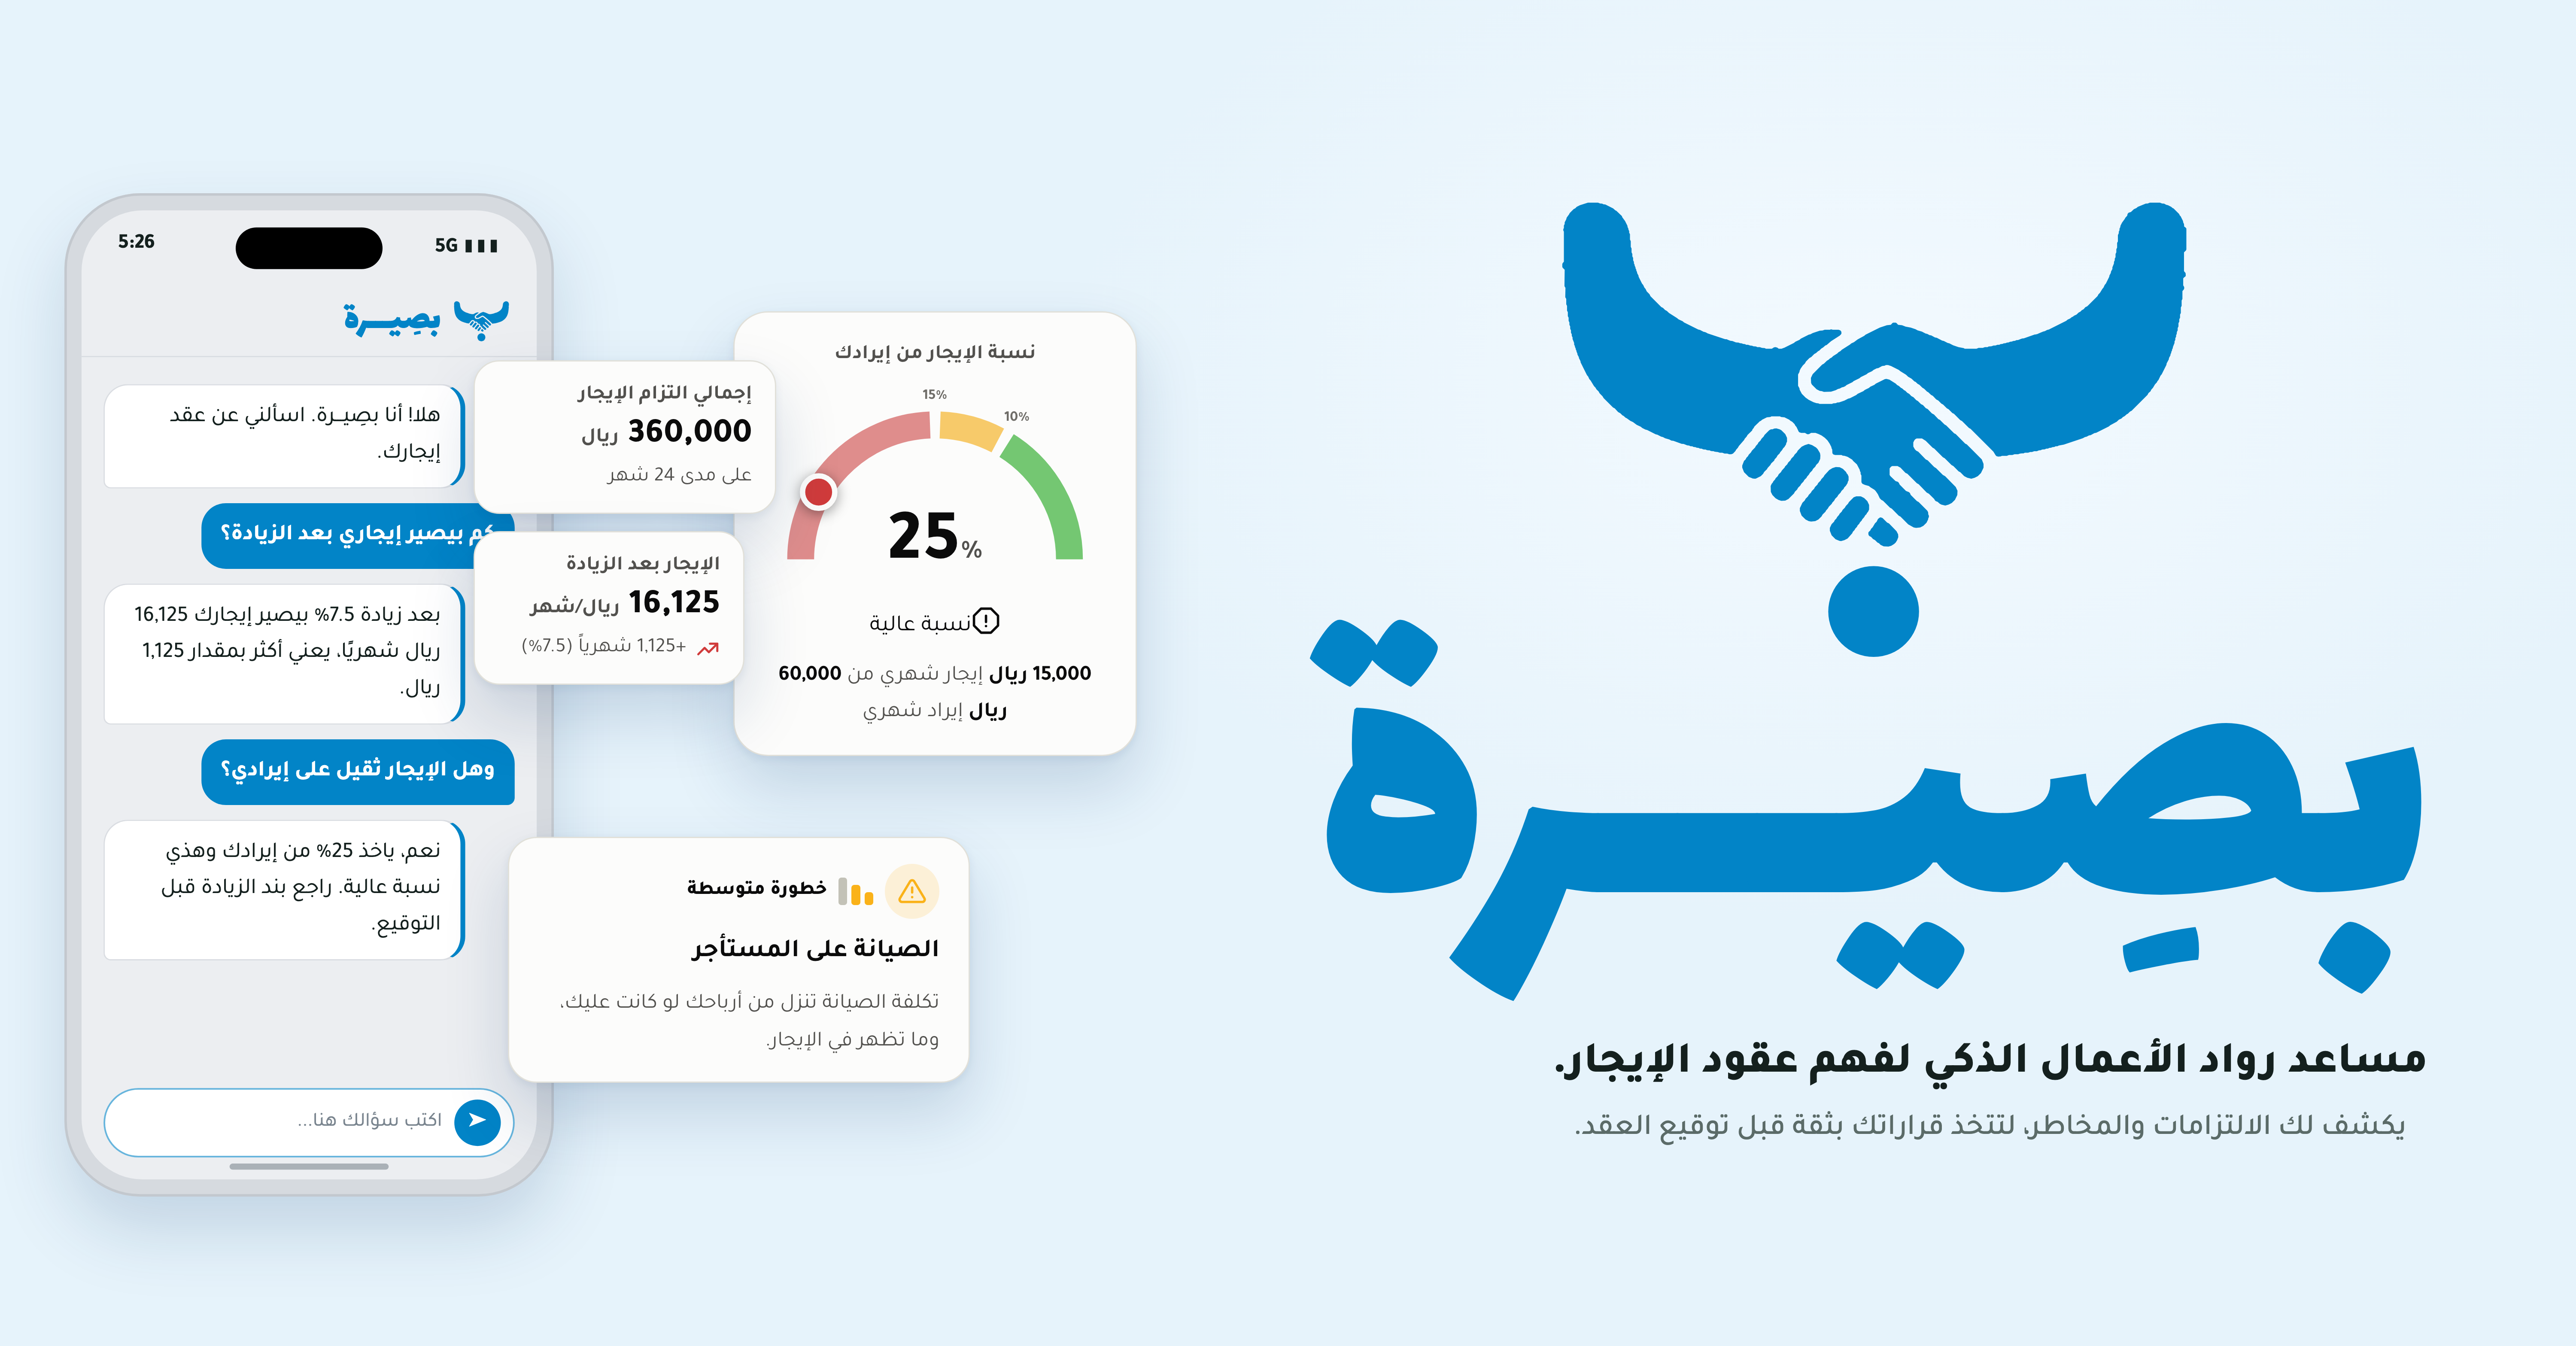 بصِيـــرة
مساعد رواد الأعمال الذكي لفهم عقود الإيجار.
يكشف لك الالتزامات والمخاطر، لتتخذ قراراتك بثقة قبل توقيع العقد.
نسبة الإيجار من إيرادك
15%
10%
25%
نسبة عالية
15,000 ريال إيجار شهري من 60,000
ريال إيراد شهري
إجمالي التزام الإيجار
360,000 ريال
على مدى 24 شهر
الإيجار بعد الزيادة
16,125 ريال/شهر
+1,125 شهرياً (7.5%)
خطورة متوسطة
الصيانة على المستأجر
تكلفة الصيانة تنزل من أرباحك لو كانت عليك،
وما تظهر في الإيجار.
5:26
5G
بصِيـــرة
هلا! أنا بصِيـرة. اسألني عن عقد
إيجارك.
كم بيصير إيجاري بعد الزيادة؟
بعد زيادة 7.5% بيصير إيجارك 16,125
ريال شهريًا، يعني أكثر بمقدار 1,125
ريال.
وهل الإيجار ثقيل على إيرادي؟
نعم، ياخذ 25% من إيرادك وهذي
نسبة عالية. راجع بند الزيادة قبل
التوقيع.
اكتب سؤالك هنا...